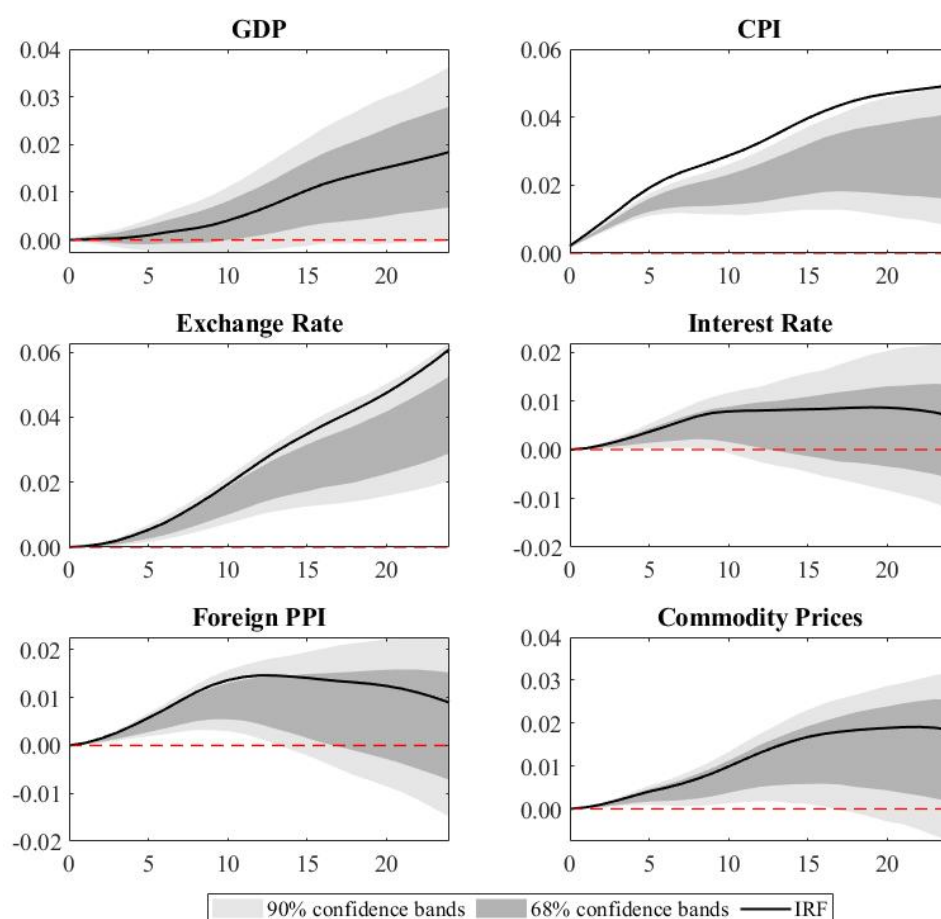 GDP
0.04
0.03
0.02
0.01
0.00
0 5 10 15 20
CPI
0.06
0.04
0.02
0.00
0 5 10 15 20
Exchange Rate
0.06
0.04
0.02
0.00
0 5 10 15 20
Interest Rate
0.02
0.01
0.00
-0.01
-0.02
0 5 10 15 20
Foreign PPI
0.02
0.01
0.00
-0.01
-0.02
0 5 10 15 20
Commodity Prices
0.04
0.03
0.02
0.01
0.00
0 5 10 15 20
90% confidence bands 68% confidence bands IRF